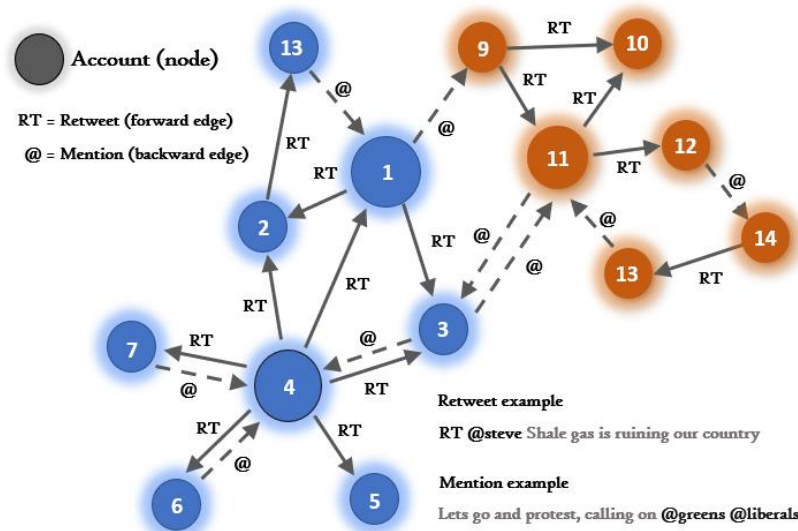 13
@
9
RT
10
Account (node)
RT
RT
RT = Retweet (forward edge)
@ = Mention (backward edge)
RT
@
1
11
RT
12
@
RT
2
RT
@
@
@
14
13
RT
RT
RT
3
@
7
RT
@
4
RT
RT
@
RT
6
5
Retweet example
RT @steve Shale gas is ruining our country
Mention example
Lets go and protest, calling on @greens @liberals